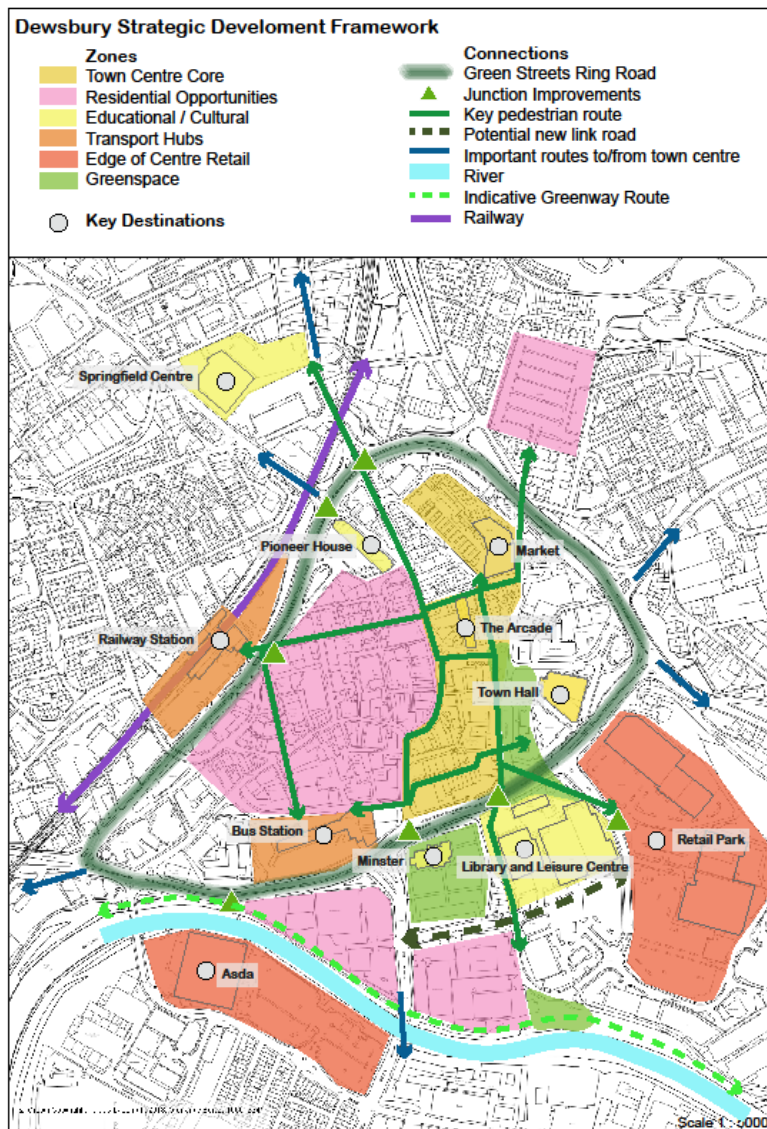 Dewsbury Strategic Develoment Framework
Zones
Town Centre Core
Residential Opportunities
Educational / Cultural
Transport Hubs
Edge of Centre Retail
Greenspace
Key Destinations
Connections
Green Streets Ring Road
Junction Improvements
Key pedestrian route
Potential new link road
Important routes to/from town centre
River
Indicative Greenway Route
Railway
Springfield Centre
Pioneer House
Market
Railway Station
The Arcade
Town Hall
Bus Station
Minster
Library and Leisure Centre
Retail Park
Asda
Scale 1 : 5000